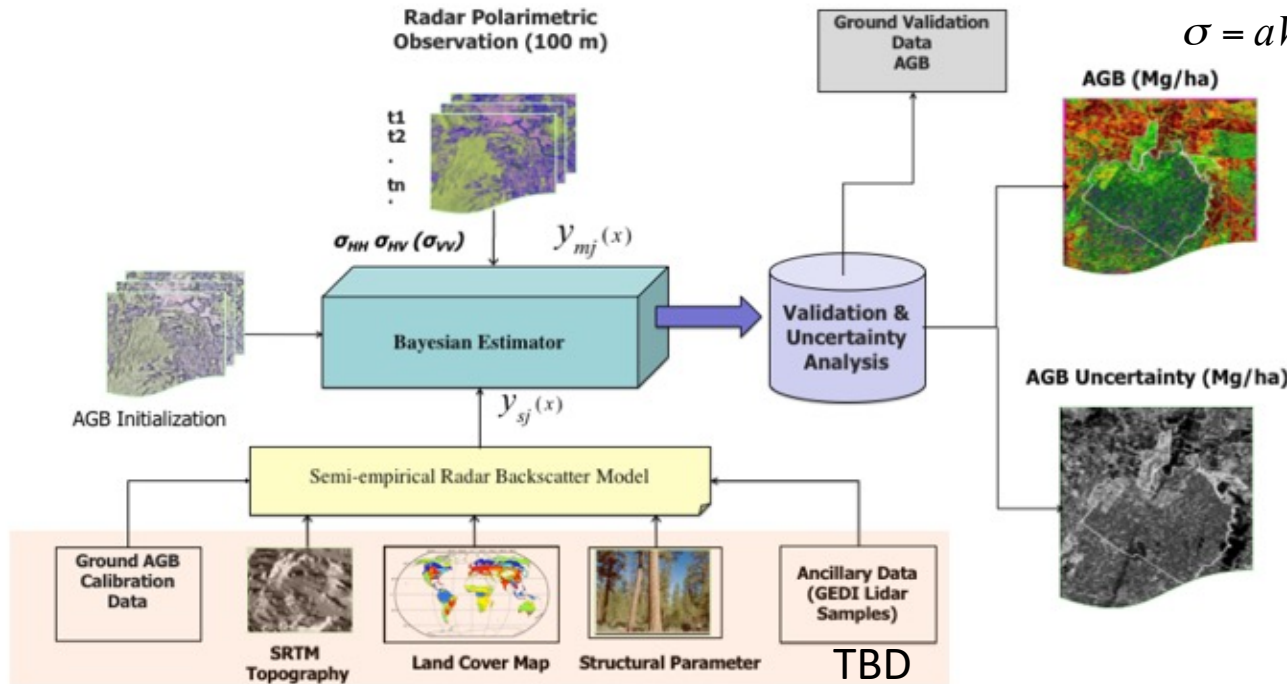 Radar Polarimetric
Observation (100 m)
Ground Validation
Data
AGB
AGB (Mg/ha)
t1
t2
.
tn
.
σHH σHV (σVV)
y_mj (x)
Bayesian Estimator
Validation &
Uncertainty
Analysis
AGB Initialization
y_sj (x)
AGB Uncertainty (Mg/ha)
Semi-empirical Radar Backscatter Model
Ground AGB
Calibration
Data
SRTM
Topography
Land Cover Map
Structural Parameter
Ancillary Data
(GEDI Lidar
Samples)
TBD